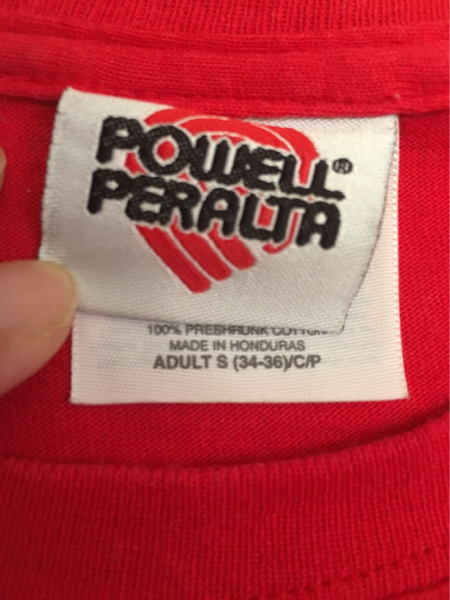 POWELL®
PERALTA
100% PRESHRUNK COTTON
MADE IN HONDURAS
ADULT S (34-36)/C/P